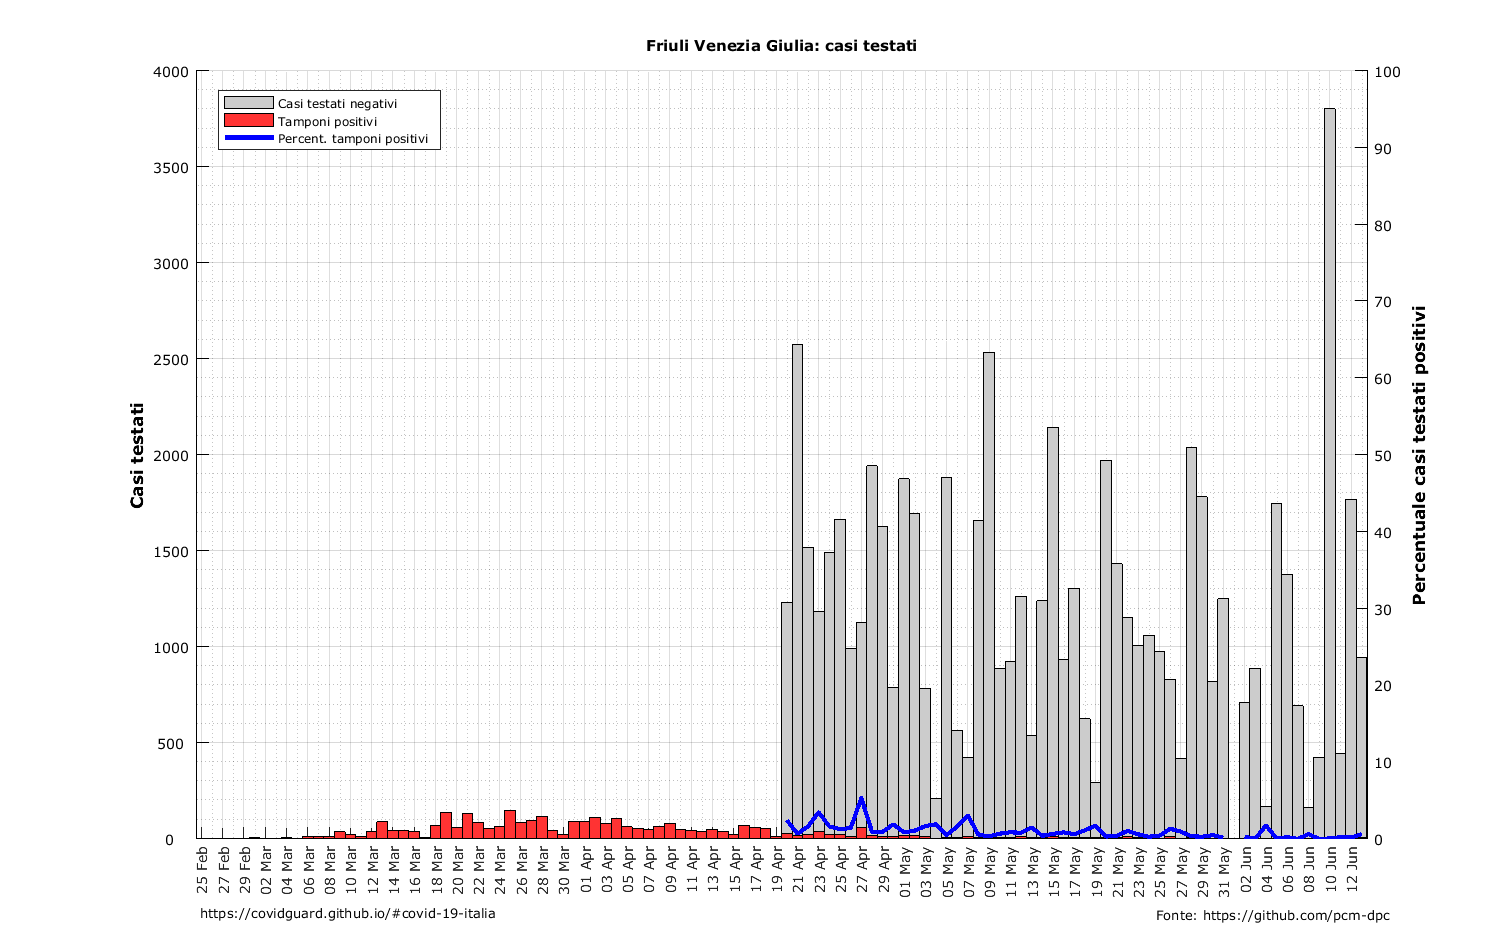 Friuli Venezia Giulia: casi testati
Casi testati negativi
Tamponi positivi
Percent. tamponi positivi
Casi testati
4000
3500
3000
2500
2000
1500
1000
500
0
100
90
80
70
60
50
40
30
20
10
0
Percentuale casi testati positivi
25 Feb
27 Feb
29 Feb
02 Mar
04 Mar
06 Mar
08 Mar
10 Mar
12 Mar
14 Mar
16 Mar
18 Mar
20 Mar
22 Mar
24 Mar
26 Mar
28 Mar
30 Mar
01 Apr
03 Apr
05 Apr
07 Apr
09 Apr
11 Apr
13 Apr
15 Apr
17 Apr
19 Apr
21 Apr
23 Apr
25 Apr
27 Apr
29 Apr
01 May
03 May
05 May
07 May
09 May
11 May
13 May
15 May
17 May
19 May
21 May
23 May
25 May
27 May
29 May
31 May
02 Jun
04 Jun
06 Jun
08 Jun
10 Jun
12 Jun
https://covidguard.github.io/#covid-19-italia
Fonte: https://github.com/pcm-dpc